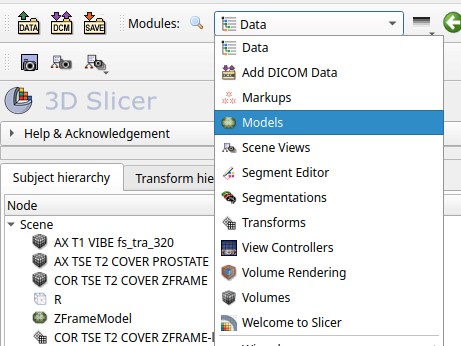 DATA DCM SAVE Modules: Data
Data
Add DICOM Data
Markups
3D Slicer
Models
Help & Acknowledgement
Scene Views
Segment Editor
Subject hierarchy Transform hie
Segmentations
Node
Transforms
Scene
View Controllers
AX T1 VIBE fs_tra_320
AX TSE T2 COVER PROSTATE
Volume Rendering
COR TSE T2 COVER ZFRAME
R
Volumes
ZFrameModel
Welcome to Slicer
COR TSE T2 COVER ZFRAME-l